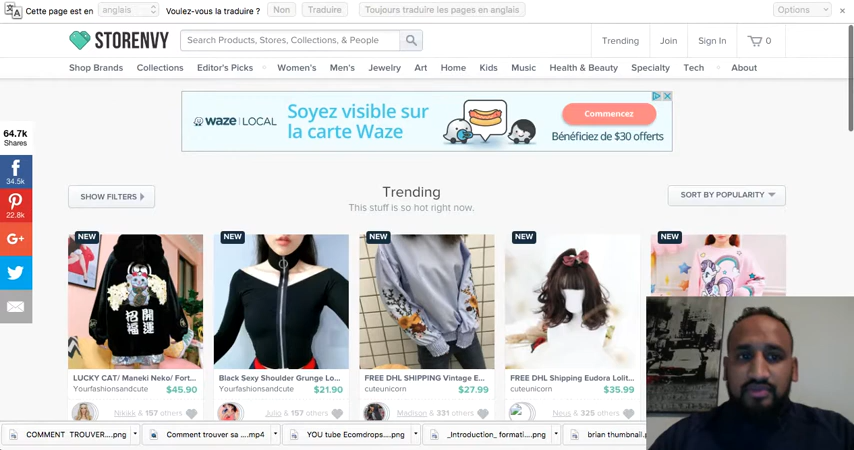 Cette page est en anglais Voulez-vous la traduire ? Non Traduire Toujours traduire les pages en anglais Options
STORENVY Search Products, Stores, Collections, & People Trending Join Sign In 0
Shop Brands Collections Editor's Picks Women's Men's Jewelry Art Home Kids Music Health & Beauty Specialty Tech About
waze LOCAL
Soyez visible sur
la carte Waze
Commencez
Bénéficiez de $30 offerts
64.7k
Shares
34.5k
22.8k
G+
SHOW FILTERS
Trending
This stuff is so hot right now.
SORT BY POPULARITY
NEW NEW NEW NEW NEW
開
招 運
福
LUCKY CAT/ Maneki Neko/ Fort...
Yourfashionsandcute $45.90
Nikikk & 157 others
Black Sexy Shoulder Grunge Lo...
Yourfashionsandcute $21.90
Julio & 157 others
FREE DHL SHIPPING Vintage E...
cuteunicorn $27.99
Madison & 331 others
FREE DHL Shipping Eudora Lolit...
cuteunicorn $35.99
Neus & 325 others
COMMENT TROUVER....png Comment trouver sa ....mp4 YOU tube Ecomdrops....png _Introduction_ formati....png brian thumbnail.p